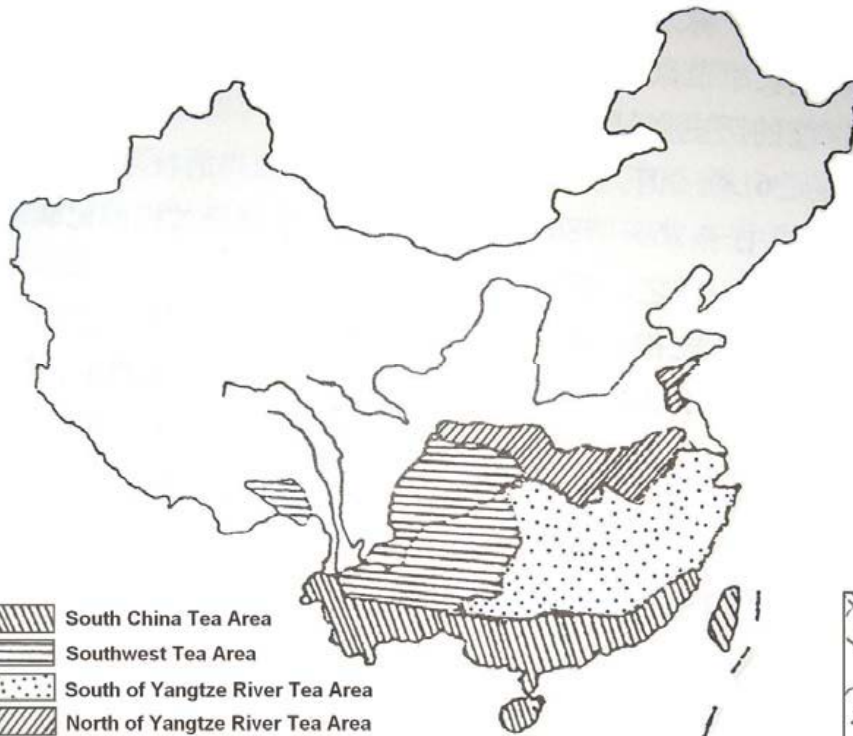 South China Tea Area
Southwest Tea Area
South of Yangtze River Tea Area
North of Yangtze River Tea Area